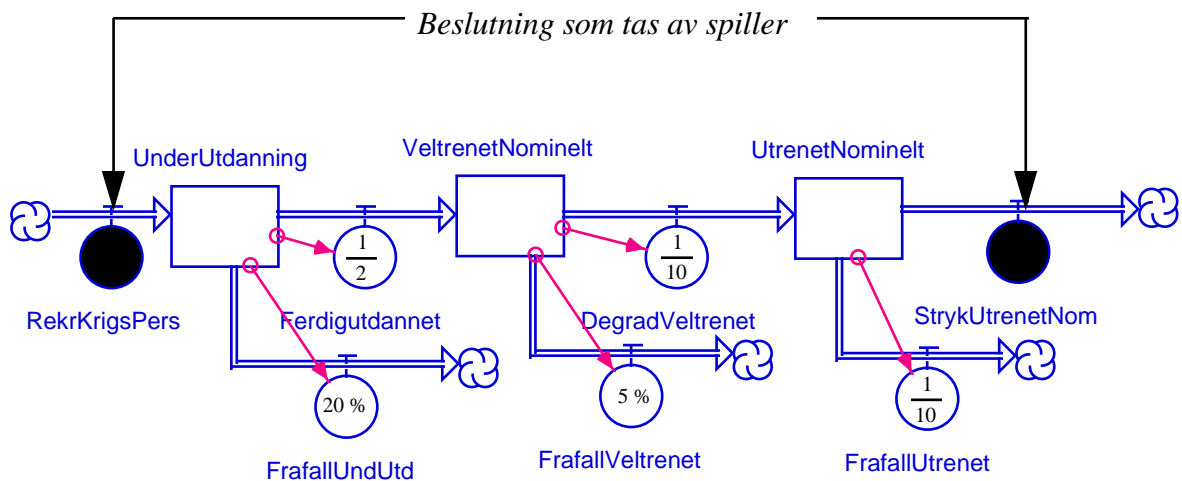 Beslutning som tas av spiller
UnderUtdanning
VeltrenetNominelt
UtrenetNominelt
1
2
1
10
RekrKrigsPers
Ferdigutdannet
DegradVeltrenet
StrykUtrenetNom
20 %
5 %
1
10
FrafallUndUtd
FrafallVeltrenet
FrafallUtrenet